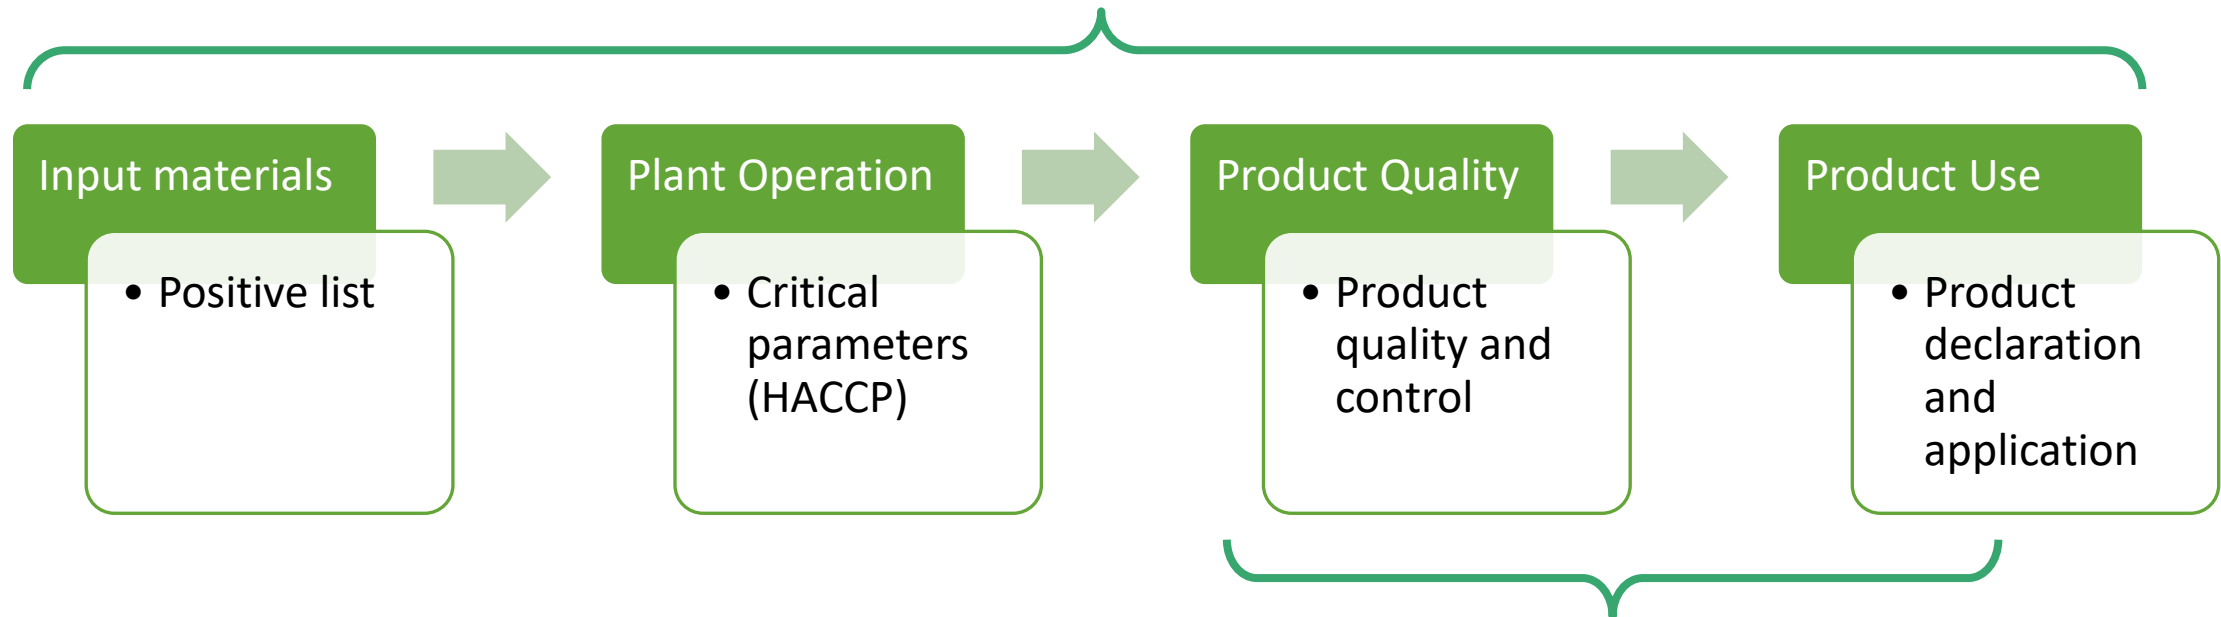 Input materials
• Positive list
Plant Operation
• Critical
parameters
(HACCP)
Product Quality
• Product
quality and
control
Product Use
• Product
declaration
and
application